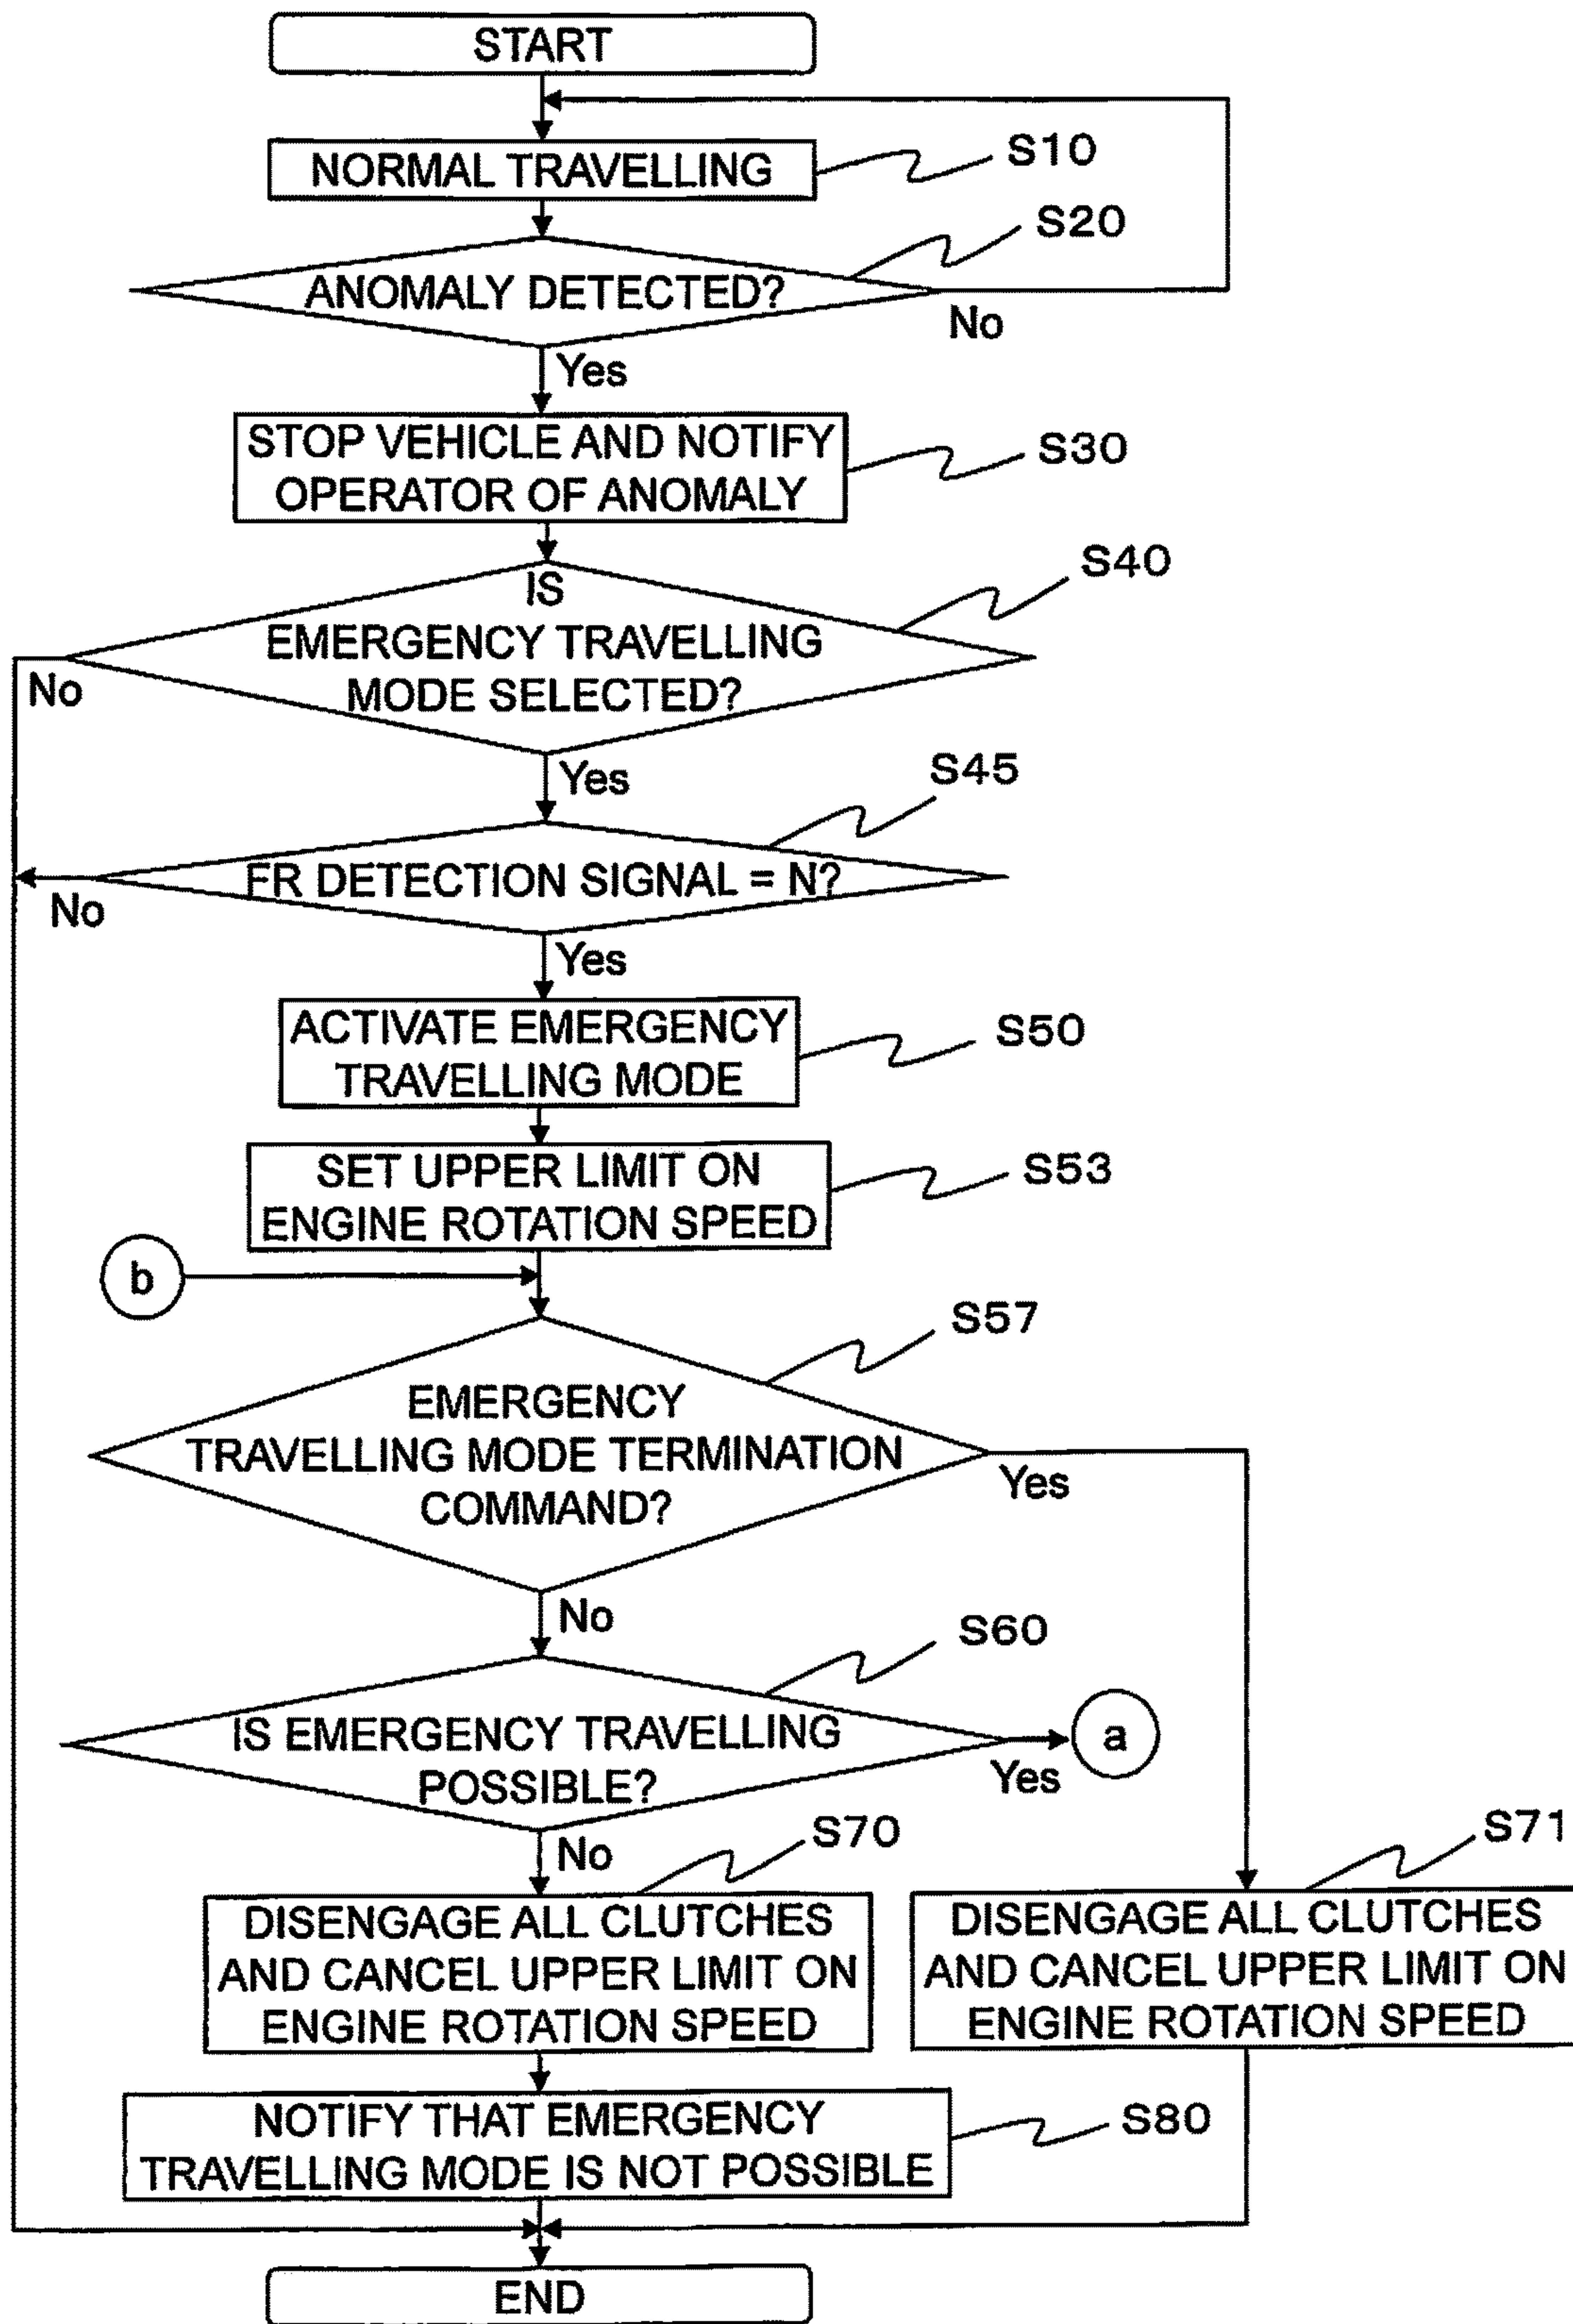 START
NORMAL TRAVELLING
S10
S20
ANOMALY DETECTED?
No
Yes
STOP VEHICLE AND NOTIFY
OPERATOR OF ANOMALY
S30
S40
IS
EMERGENCY TRAVELLING
MODE SELECTED?
No
Yes
S45
FR DETECTION SIGNAL = N?
No
Yes
ACTIVATE EMERGENCY
TRAVELLING MODE
S50
SET UPPER LIMIT ON
ENGINE ROTATION SPEED
S53
b
S57
EMERGENCY
TRAVELLING MODE TERMINATION
COMMAND?
Yes
No
S60
IS EMERGENCY TRAVELLING
POSSIBLE?
a
Yes
No
S70
S71
DISENGAGE ALL CLUTCHES
AND CANCEL UPPER LIMIT ON
ENGINE ROTATION SPEED
DISENGAGE ALL CLUTCHES
AND CANCEL UPPER LIMIT ON
ENGINE ROTATION SPEED
NOTIFY THAT EMERGENCY
TRAVELLING MODE IS NOT POSSIBLE
S80
END